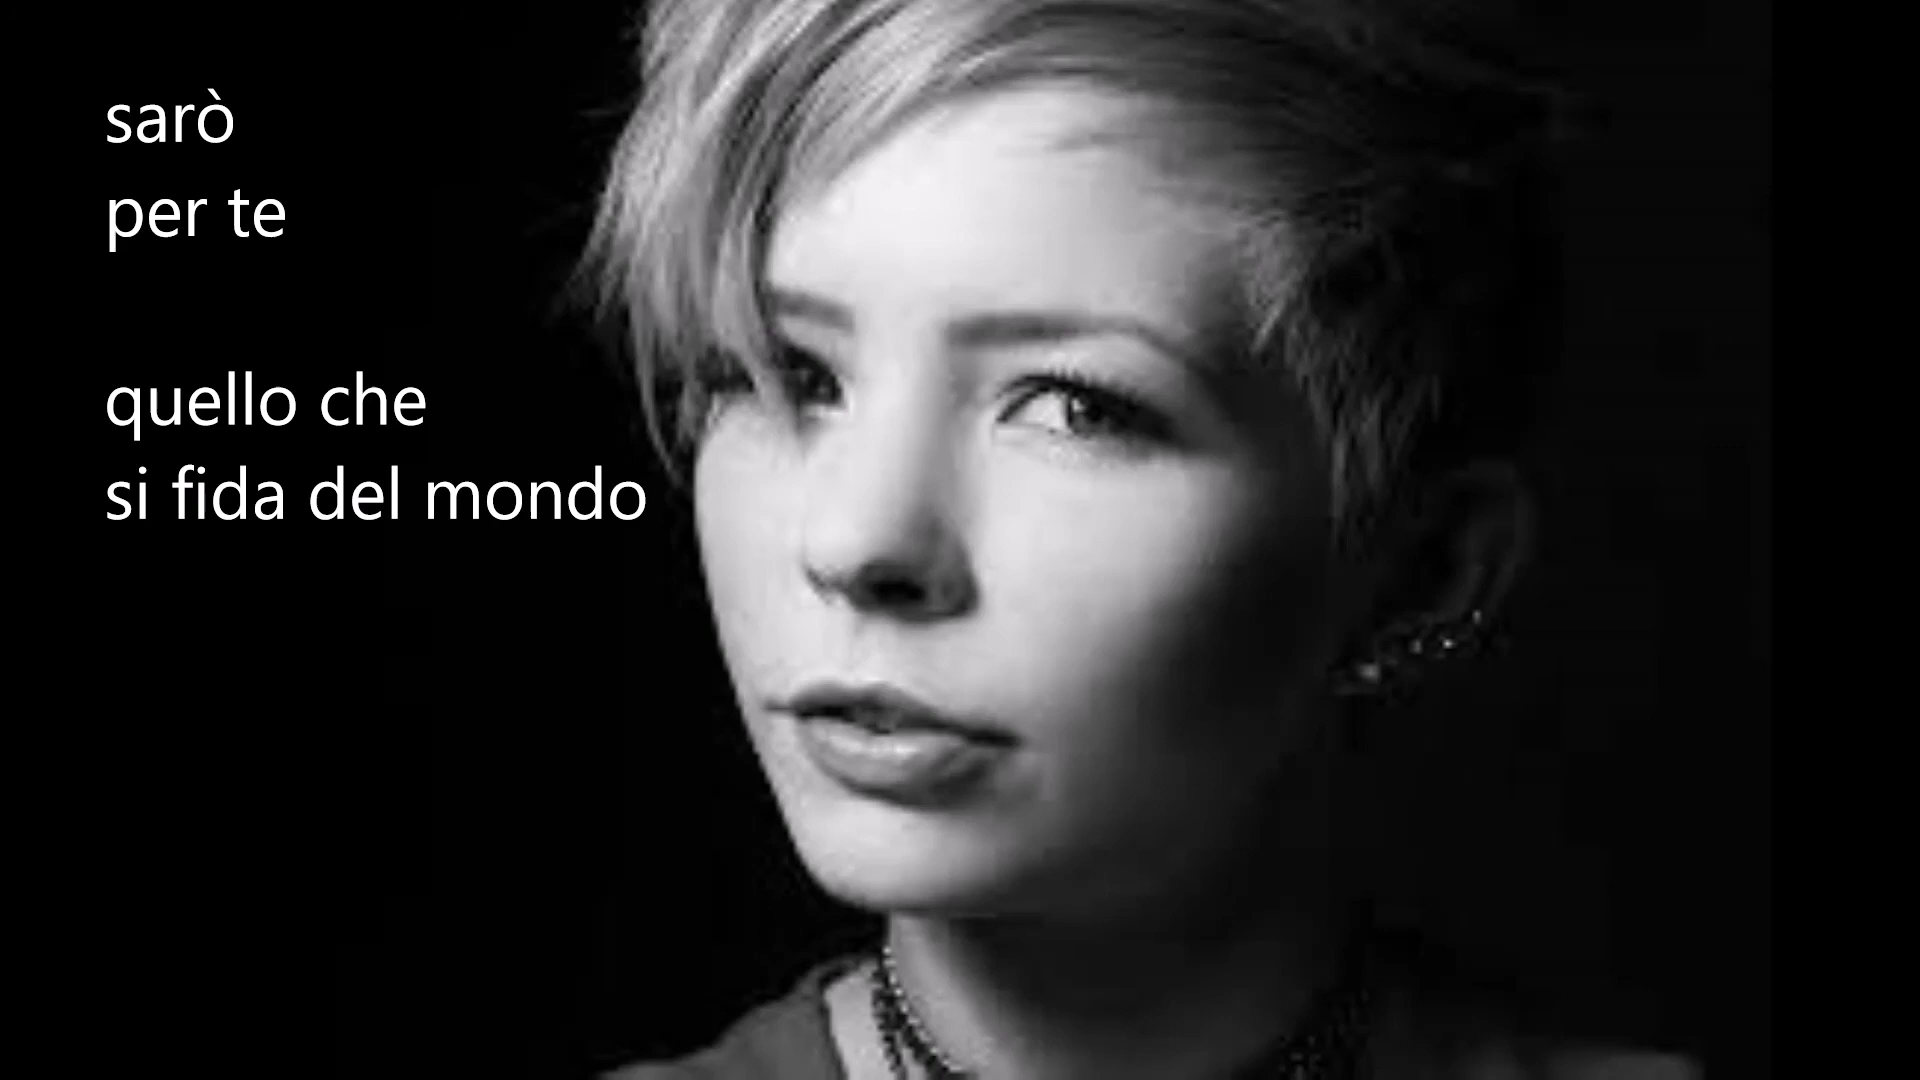 sarò
per te
quello che
si fida del mondo